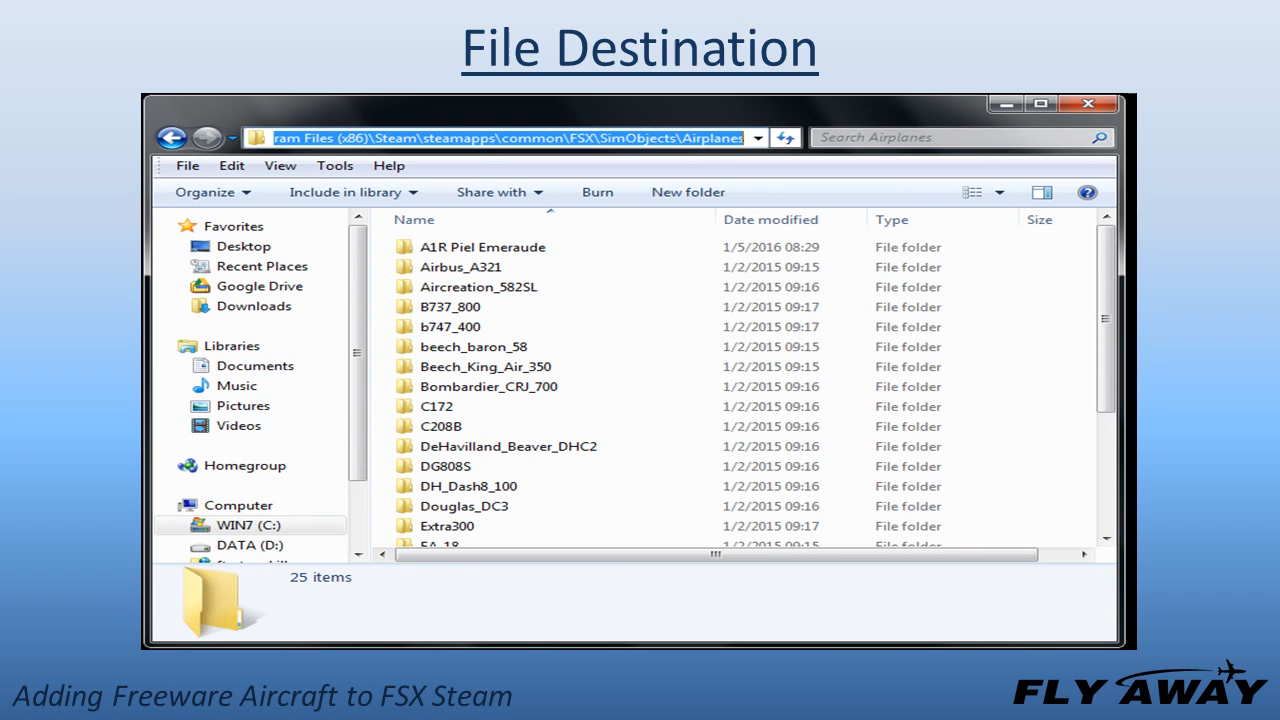 File Destination
ram Files (x86)\Steam\steamapps\common\FSX\SimObjects\Airplanes
Search Airplanes
File Edit View Tools Help
Organize Include in library Share with Burn New folder
Name Date modified Type Size
Favorites
Desktop
Recent Places
Google Drive
Downloads
Libraries
Documents
Music
Pictures
Videos
Homegroup
Computer
WIN7 (C:)
DATA (D:)
A1R Piel Emeraude 1/5/2016 08:29 File folder
Airbus_A321 1/2/2015 09:15 File folder
Aircreation_582SL 1/2/2015 09:16 File folder
B737_800 1/2/2015 09:17 File folder
b747_400 1/2/2015 09:17 File folder
beech_baron_58 1/2/2015 09:15 File folder
Beech_King_Air_350 1/2/2015 09:15 File folder
Bombardier_CRJ_700 1/2/2015 09:16 File folder
C172 1/2/2015 09:16 File folder
C208B 1/2/2015 09:16 File folder
DeHavilland_Beaver_DHC2 1/2/2015 09:16 File folder
DG808S 1/2/2015 09:16 File folder
DH_Dash8_100 1/2/2015 09:16 File folder
Douglas_DC3 1/2/2015 09:16 File folder
Extra300 1/2/2015 09:17 File folder
FA_18 1/2/2015 09:15 File folder
25 items
Adding Freeware Aircraft to FSX Steam
FLY AWAY